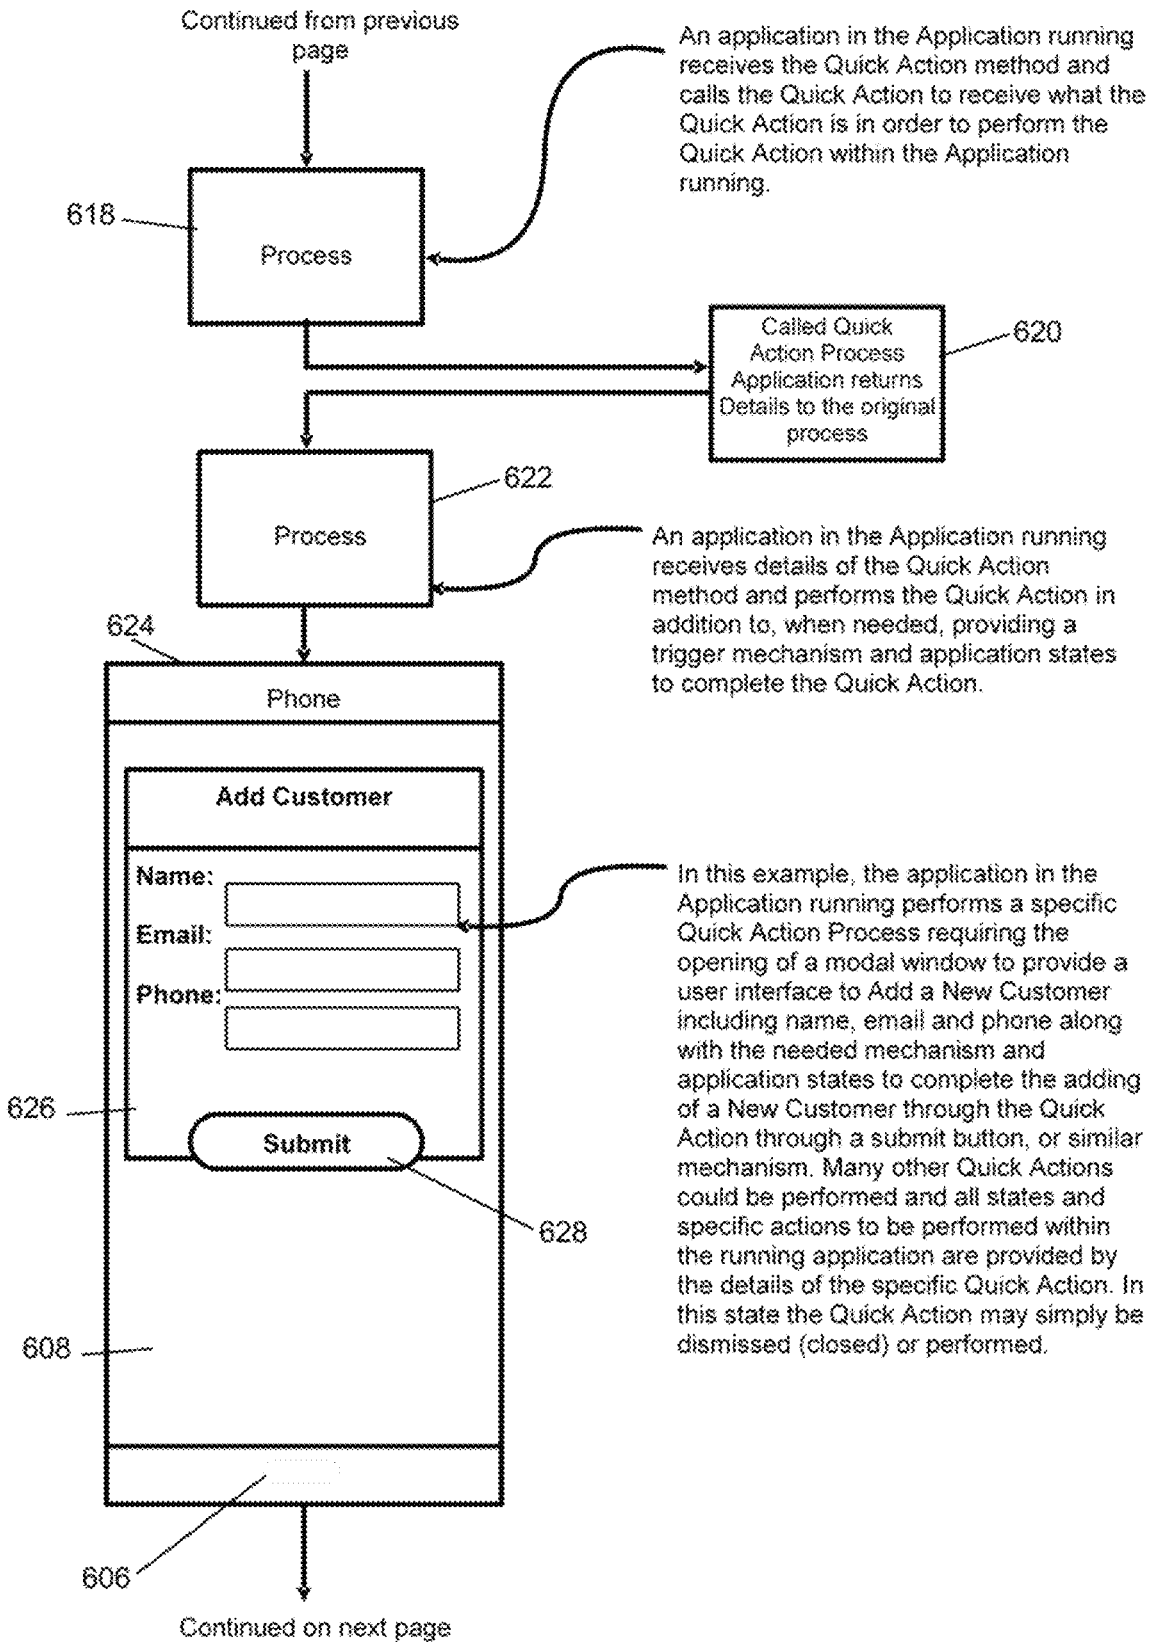 Continued from previous
page
An application in the Application running
receives the Quick Action method and
calls the Quick Action to receive what the
Quick Action is in order to perform the
Quick Action within the Application
running.
618
Process
Called Quick
Action Process
Application returns
Details to the original
process
620
622
Process
An application in the Application running
receives details of the Quick Action
method and performs the Quick Action in
addition to, when needed, providing a
trigger mechanism and application states
to complete the Quick Action.
624
Phone
Add Customer
Name:
Email:
Phone:
In this example, the application in the
Application running performs a specific
Quick Action Process requiring the
opening of a modal window to provide a
user interface to Add a New Customer
including name, email and phone along
with the needed mechanism and
application states to complete the adding
of a New Customer through the Quick
Action through a submit button, or similar
mechanism. Many other Quick Actions
could be performed and all states and
specific actions to be performed within
the running application are provided by
the details of the specific Quick Action. In
this state the Quick Action may simply be
dismissed (closed) or performed.
626
Submit
628
608
606
Continued on next page